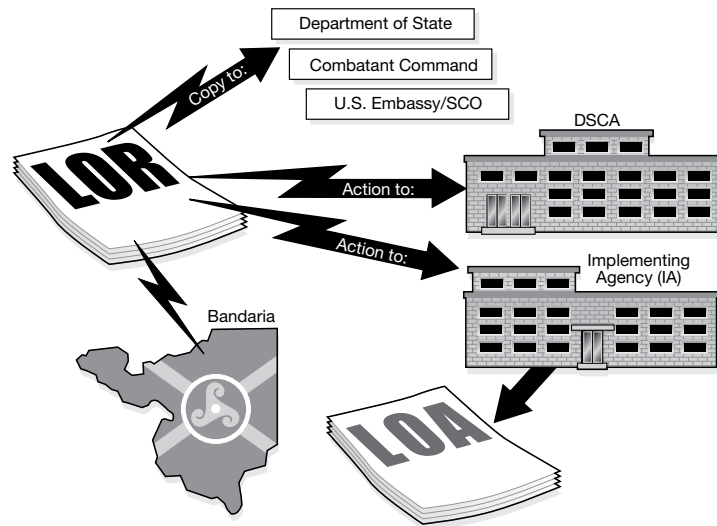 Department of State
Combatant Command
U.S. Embassy/SCO
Copy to:
DSCA
LOR
Action to:
Action to:
Implementing
Agency (IA)
Bandaria
LOA